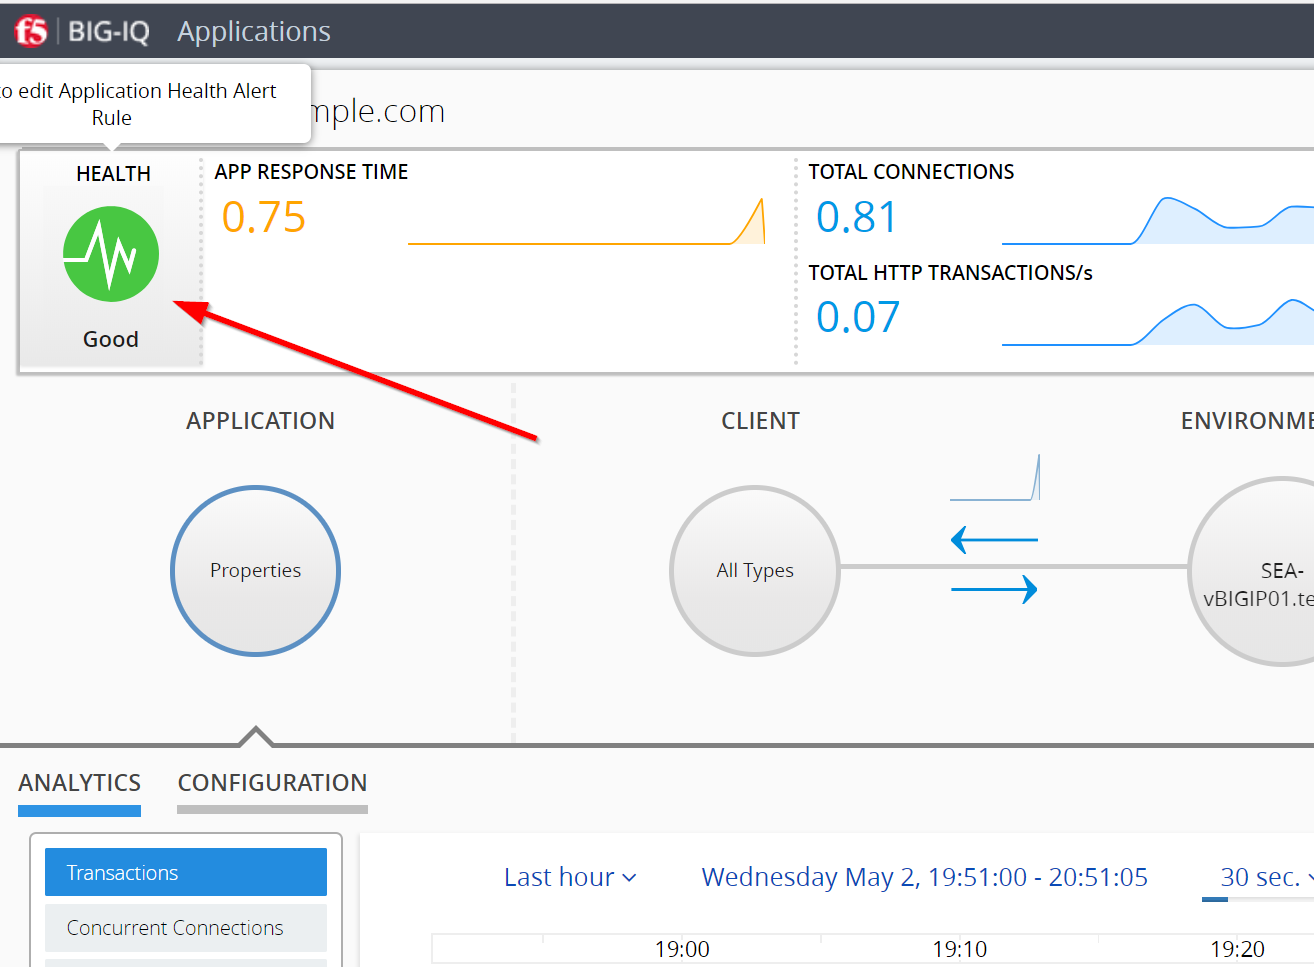 f5 BIG-IQ Applications
to edit Application Health Alert
Rule
mple.com
HEALTH
Good
APP RESPONSE TIME
0.75
TOTAL CONNECTIONS
0.81
TOTAL HTTP TRANSACTIONS/s
0.07
APPLICATION
CLIENT
ENVIRONME
Properties
All Types
SEA-
vBIGIP01.te
ANALYTICS
CONFIGURATION
Transactions
Concurrent Connections
Last hour
Wednesday May 2, 19:51:00 - 20:51:05
30 sec.
19:00
19:10
19:20